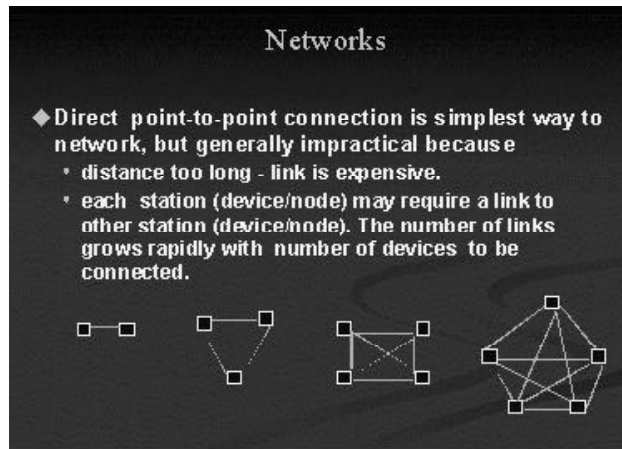 Networks
Direct point-to-point connection is simplest way to
network, but generally impractical because
distance too long - link is expensive.
each station (device/node) may require a link to
other station (device/node). The number of links
grows rapidly with number of devices to be
connected.